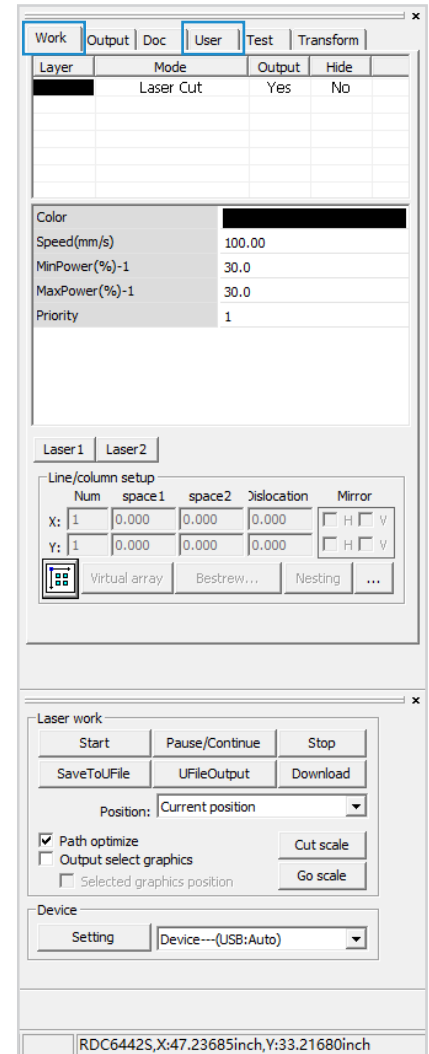 x
Work Output Doc User Test Transform
Layer Mode Output Hide
Laser Cut Yes No
Color
Speed(mm/s) 100.00
MinPower(%)-1 30.0
MaxPower(%)-1 30.0
Priority 1
Laser1 Laser2
Line/column setup
Num space1 space2 Dislocation Mirror
X: 1 0.000 0.000 0.000 H V
Y: 1 0.000 0.000 0.000 H V
Virtual array Bestrew... Nesting ...
x
Laser work
Start Pause/Continue Stop
SaveToUFile UFileOutput Download
Position: Current position
Path optimize Cut scale
Output select graphics
Selected graphics position Go scale
Device
Setting Device---(USB:Auto)
RDC6442S,X:47.23685inch,Y:33.21680inch